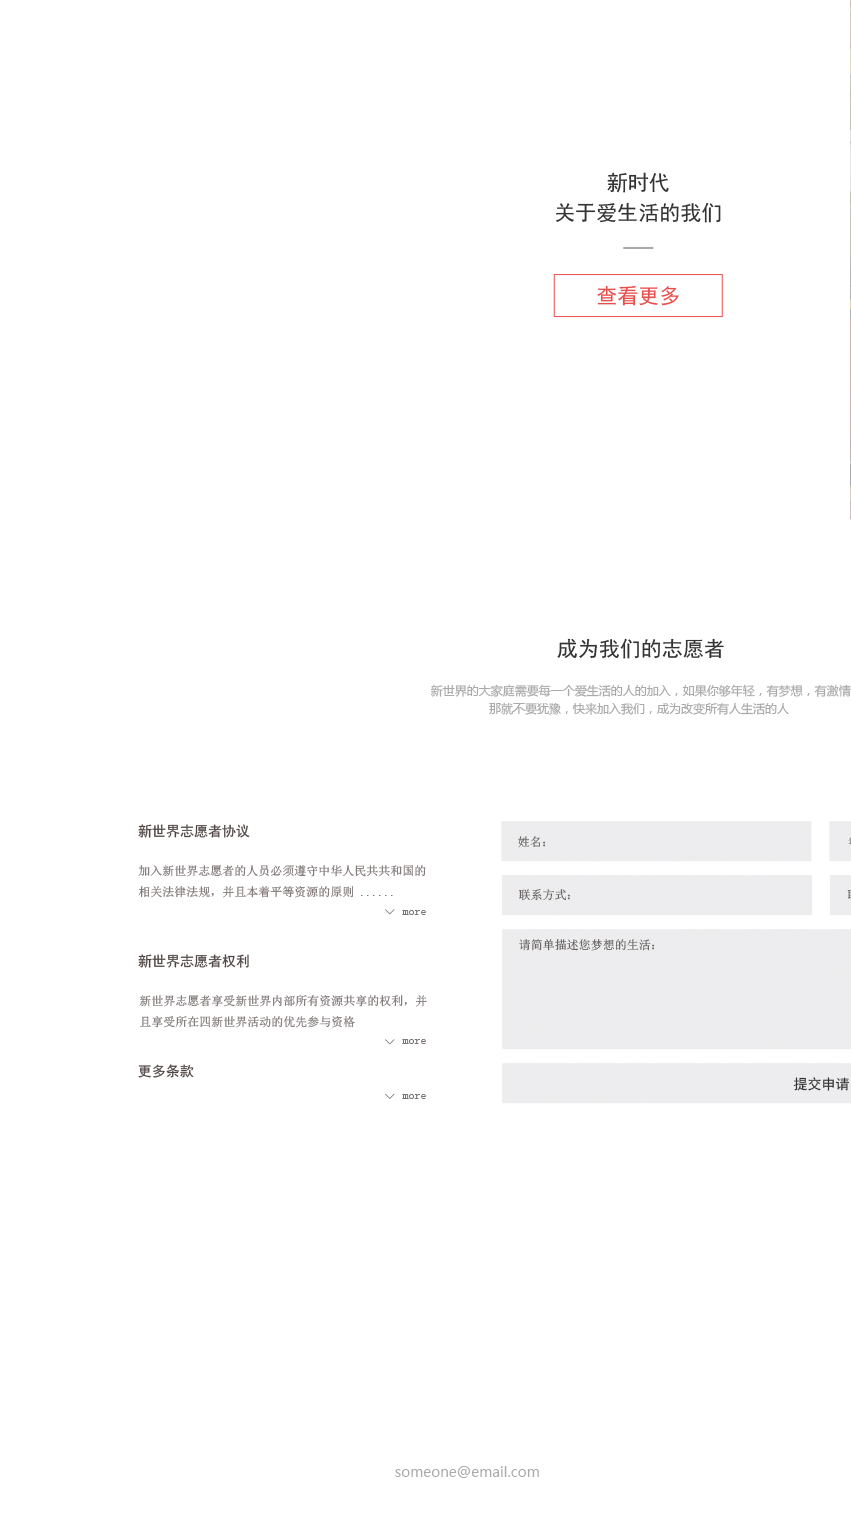 新时代
关于爱生活的我们
查看更多
成为我们的志愿者
新世界的大家庭需要每一个爱生活的人的加入，如果你够年轻，有梦想，有激情
那就不要犹豫，快来加入我们，成为改变所有人生活的人
新世界志愿者协议
加入新世界志愿者的人员必须遵守中华人民共共和国的
相关法律法规，并且本着平等资源的原则 ......
more
新世界志愿者权利
新世界志愿者享受新世界内部所有资源共享的权利，并
且享受所在四新世界活动的优先参与资格
more
更多条款
more
姓名：
联系方式：
请简单描述您梦想的生活：
提交申请
someone@email.com